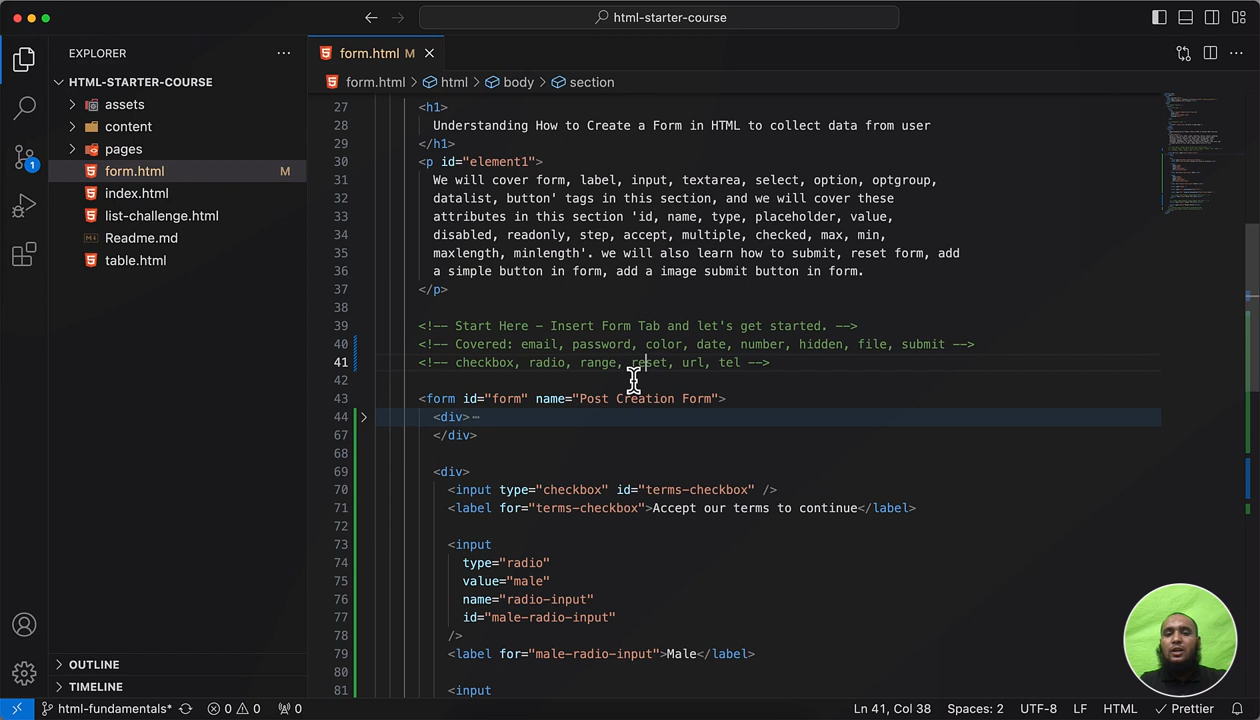 html-starter-course
EXPLORER
form.html M
HTML-STARTER-COURSE
form.html
html
body
section
assets
content
pages
form.html M
index.html
list-challenge.html
Readme.md
table.html
27 <h1>
28 Understanding How to Create a Form in HTML to collect data from user
29 </h1>
30 <p id="element1">
31 We will cover form, label, input, textarea, select, option, optgroup,
32 datalist, button' tags in this section, and we will cover these
33 attributes in this section 'id, name, type, placeholder, value,
34 disabled, readonly, step, accept, multiple, checked, max, min,
35 maxlength, minlength'. we will also learn how to submit, reset form, add
36 a simple button in form, add a image submit button in form.
37 </p>
38
39 <!-- Start Here - Insert Form Tab and let's get started. -->
40 <!-- Covered: email, password, color, date, number, hidden, file, submit -->
41 <!-- checkbox, radio, range, reset, url, tel -->
42
43 <form id="form" name="Post Creation Form">
44 <div>⋯
67 </div>
68
69 <div>
70 <input type="checkbox" id="terms-checkbox" />
71 <label for="terms-checkbox">Accept our terms to continue</label>
72
73 <input
74 type="radio"
75 value="male"
76 name="radio-input"
77 id="male-radio-input"
78 />
79 <label for="male-radio-input">Male</label>
80
81 <input
1
OUTLINE
TIMELINE
html-fundamentals*
0
0
0
Ln 41, Col 38
Spaces: 2
UTF-8
LF
HTML
Prettier